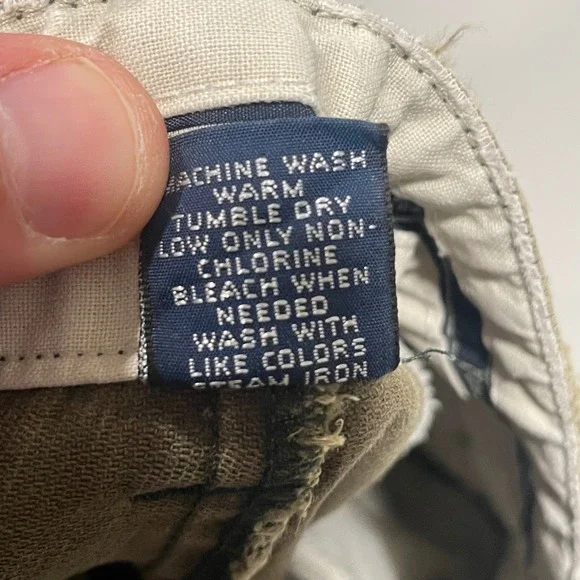 MACHINE WASH
WARM
TUMBLE DRY
LOW ONLY NON-
CHLORINE
BLEACH WHEN
NEEDED
WASH WITH
LIKE COLORS
STEAM IRON